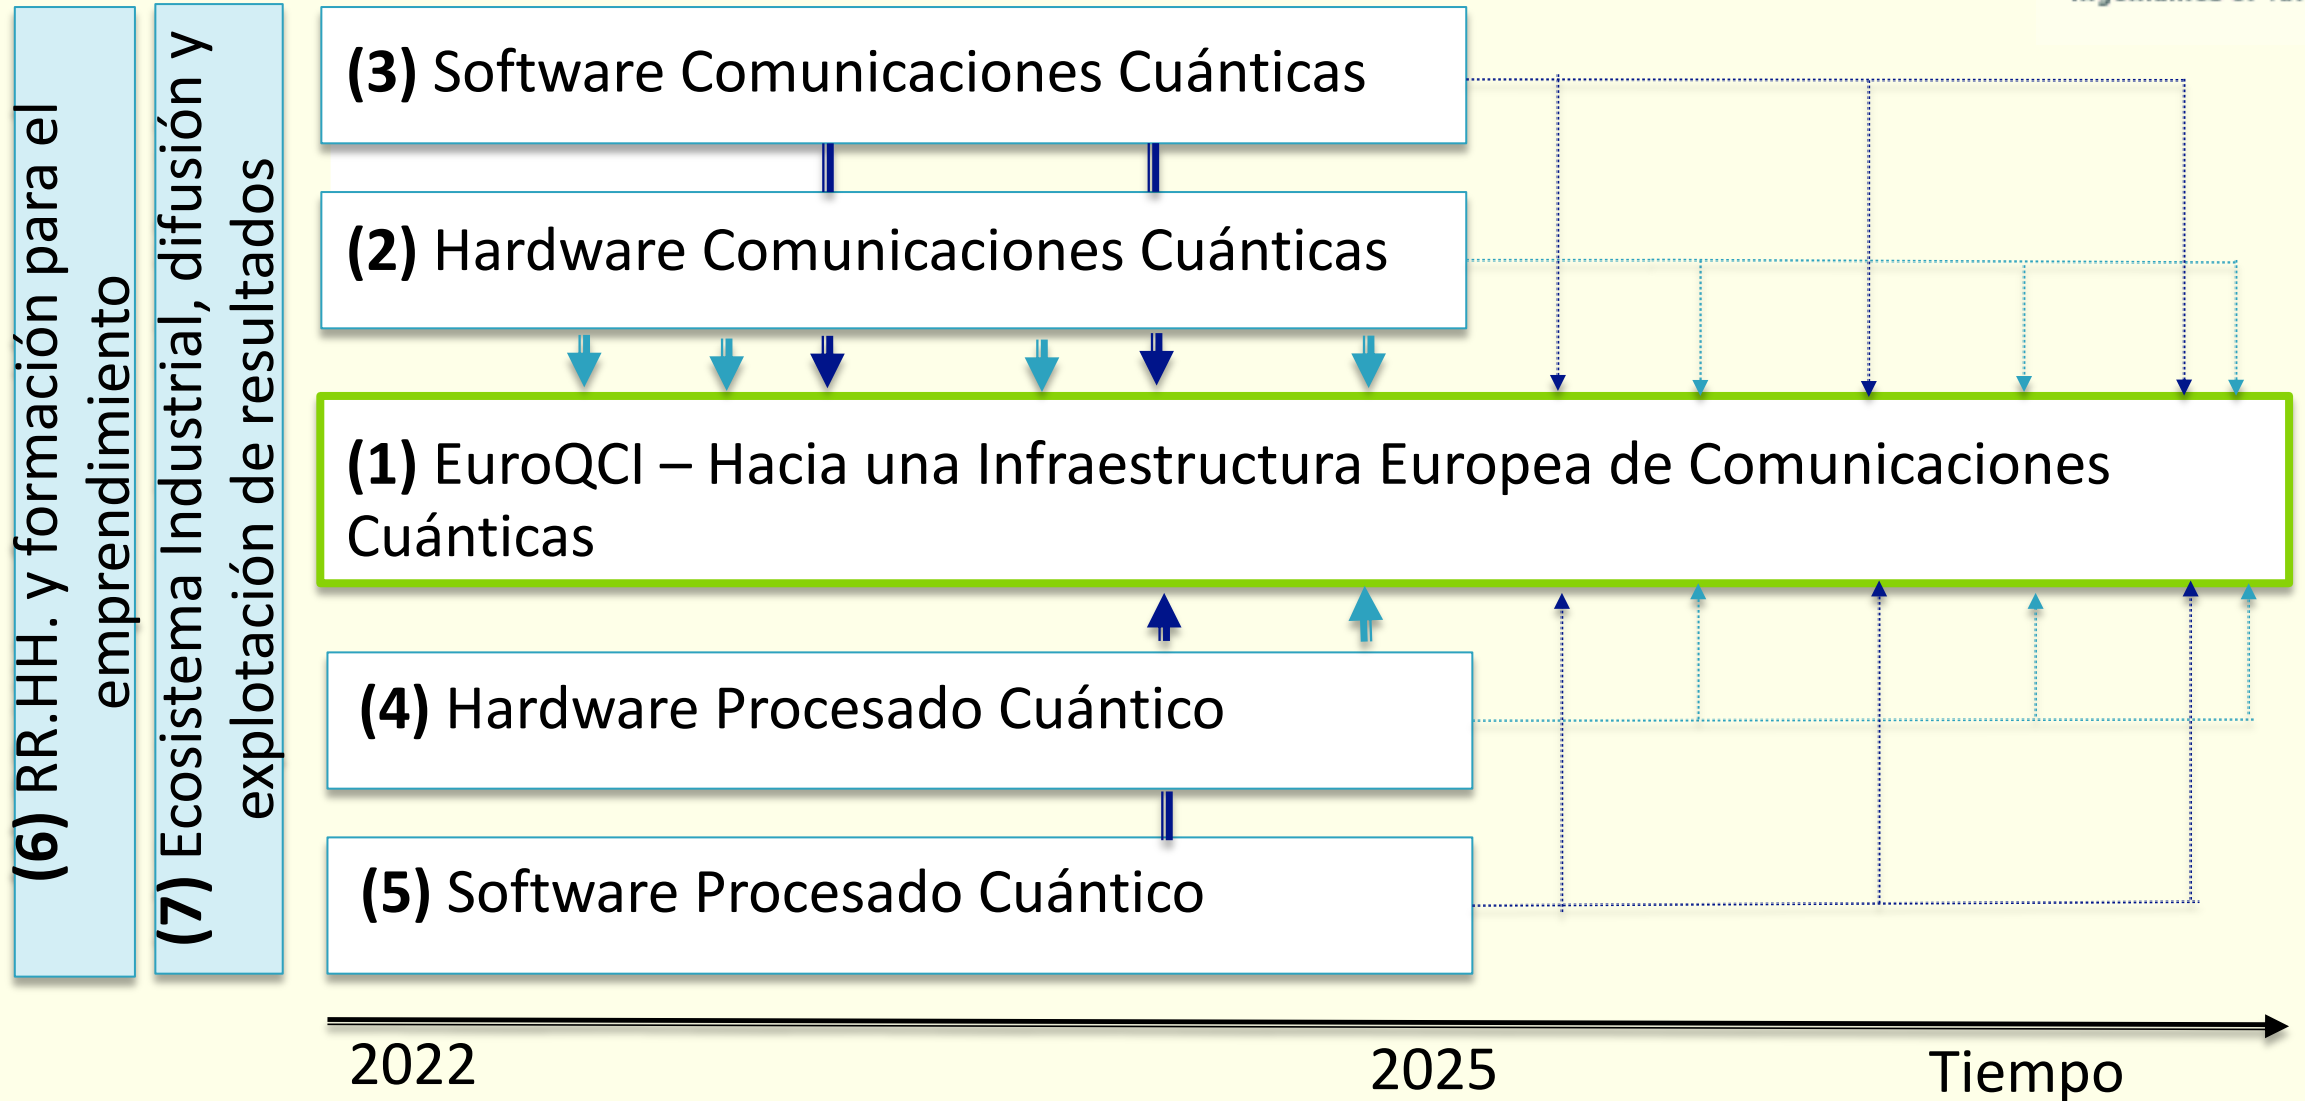 (6) RR.HH. y formación para el
emprendimiento
(7) Ecosistema Industrial, difusión y
explotación de resultados
(3) Software Comunicaciones Cuánticas
(2) Hardware Comunicaciones Cuánticas
(1) EuroQCI – Hacia una Infraestructura Europea de Comunicaciones
Cuánticas
(4) Hardware Procesado Cuántico
(5) Software Procesado Cuántico
2022
2025
Tiempo